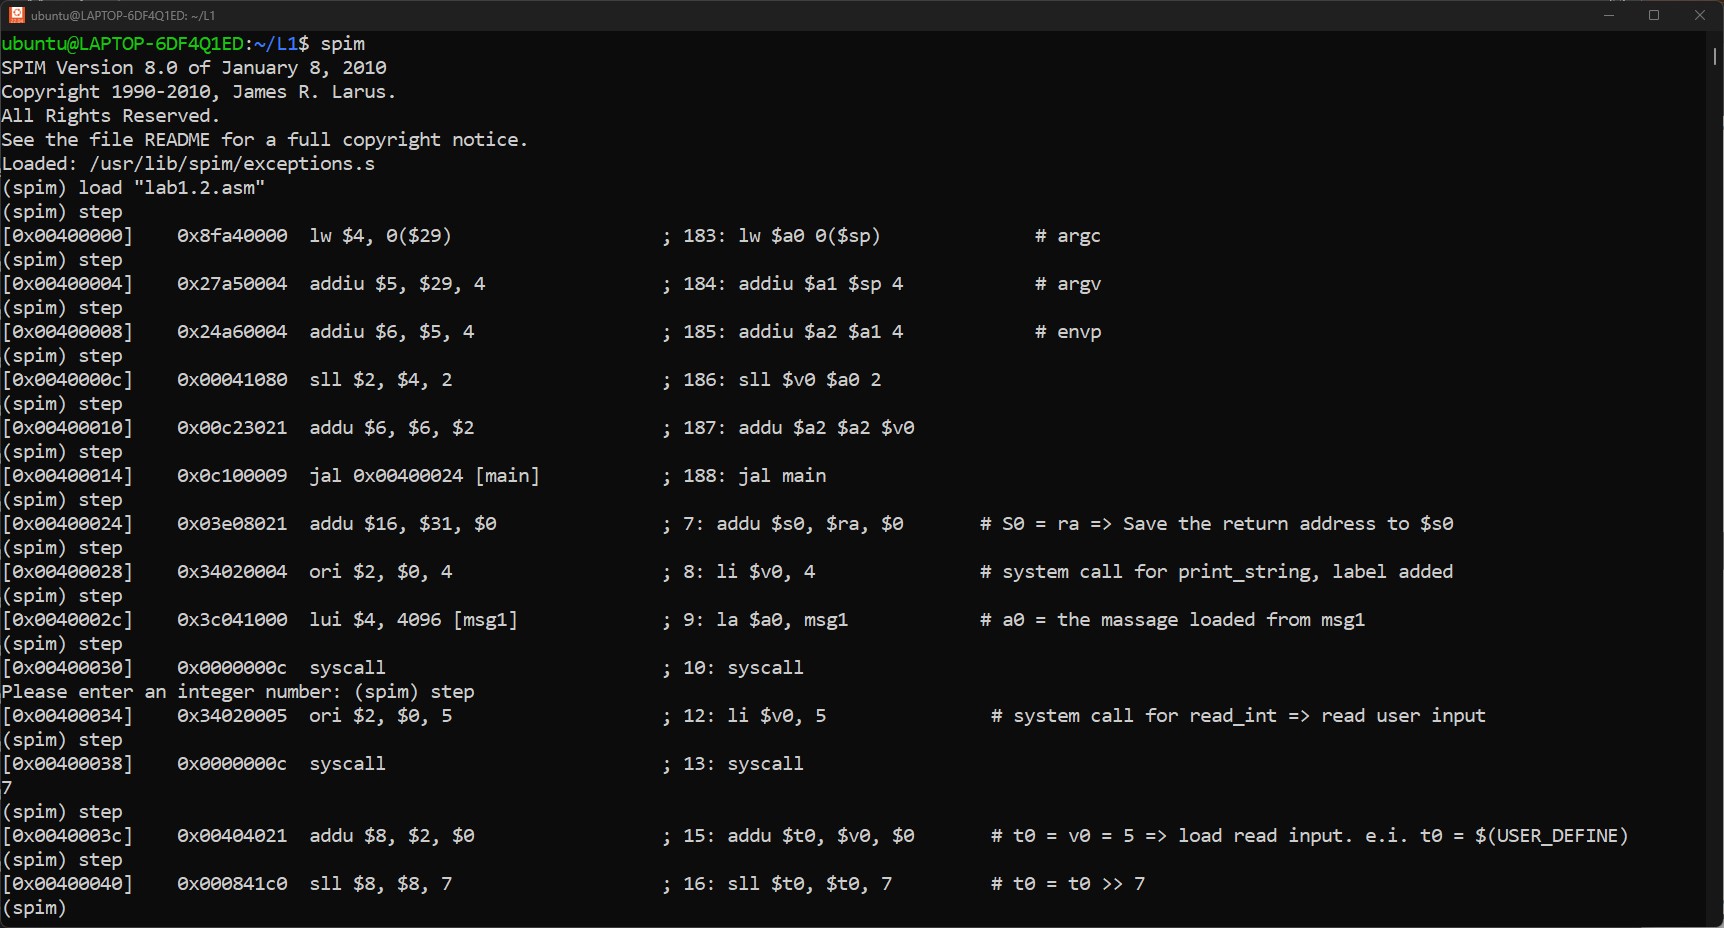 ubuntu@LAPTOP-6DF4Q1ED: ~/L1
ubuntu@LAPTOP-6DF4Q1ED:~/L1$ spim
SPIM Version 8.0 of January 8, 2010
Copyright 1990-2010, James R. Larus.
All Rights Reserved.
See the file README for a full copyright notice.
Loaded: /usr/lib/spim/exceptions.s
(spim) load "lab1.2.asm"
(spim) step
[0x00400000]    0x8fa40000  lw $4, 0($29)                   ; 183: lw $a0 0($sp)              # argc
(spim) step
[0x00400004]    0x27a50004  addiu $5, $29, 4                ; 184: addiu $a1 $sp 4            # argv
(spim) step
[0x00400008]    0x24a60004  addiu $6, $5, 4                 ; 185: addiu $a2 $a1 4            # envp
(spim) step
[0x0040000c]    0x00041080  sll $2, $4, 2                   ; 186: sll $v0 $a0 2
(spim) step
[0x00400010]    0x00c23021  addu $6, $6, $2                 ; 187: addu $a2 $a2 $v0
(spim) step
[0x00400014]    0x0c100009  jal 0x00400024 [main]           ; 188: jal main
(spim) step
[0x00400024]    0x03e08021  addu $16, $31, $0               ; 7: addu $s0, $ra, $0       # S0 = ra => Save the return address to $s0
(spim) step
[0x00400028]    0x34020004  ori $2, $0, 4                   ; 8: li $v0, 4               # system call for print_string, label added
(spim) step
[0x0040002c]    0x3c041000  lui $4, 4096 [msg1]             ; 9: la $a0, msg1            # a0 = the massage loaded from msg1
(spim) step
[0x00400030]    0x0000000c  syscall                         ; 10: syscall
Please enter an integer number: (spim) step
[0x00400034]    0x34020005  ori $2, $0, 5                   ; 12: li $v0, 5               # system call for read_int => read user input
(spim) step
[0x00400038]    0x0000000c  syscall                         ; 13: syscall
7
(spim) step
[0x0040003c]    0x00404021  addu $8, $2, $0                 ; 15: addu $t0, $v0, $0       # t0 = v0 = 5 => load read input. e.i. t0 = $(USER_DEFINE)
(spim) step
[0x00400040]    0x000841c0  sll $8, $8, 7                   ; 16: sll $t0, $t0, 7         # t0 = t0 >> 7
(spim)